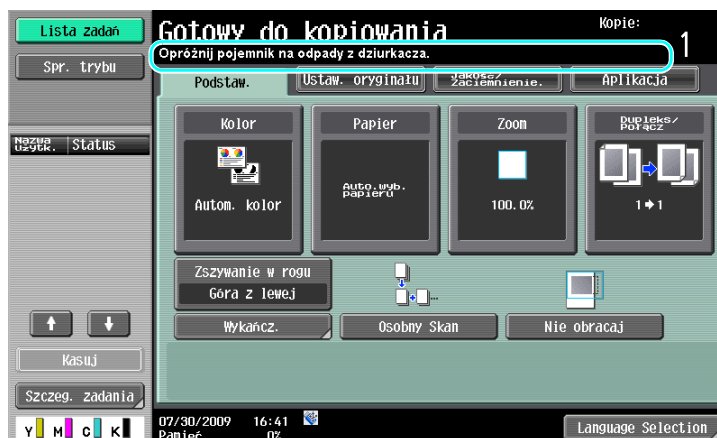 Lista zadań
Spr. trybu
Gotowy do kopiowania
Kopie:
1
Opróżnij pojemnik na odpady z dziurkacza.
Podstaw.
Ustaw. oryginału
Jakość/
zaciemnienie.
Aplikacja
Nazwa
użytk.
Status
Kolor
Papier
Zoom
Dupleks/
Połącz
Autom. kolor
Auto.wyb.
papieru
100.0%
1→1
Zszywanie w rogu
Góra z lewej
Wykańcz.
Osobny Skan
Nie obracaj
Kasuj
Szczeg. zadania
Y M C K
07/30/2009 16:41
Pamięć 0%
Language Selection